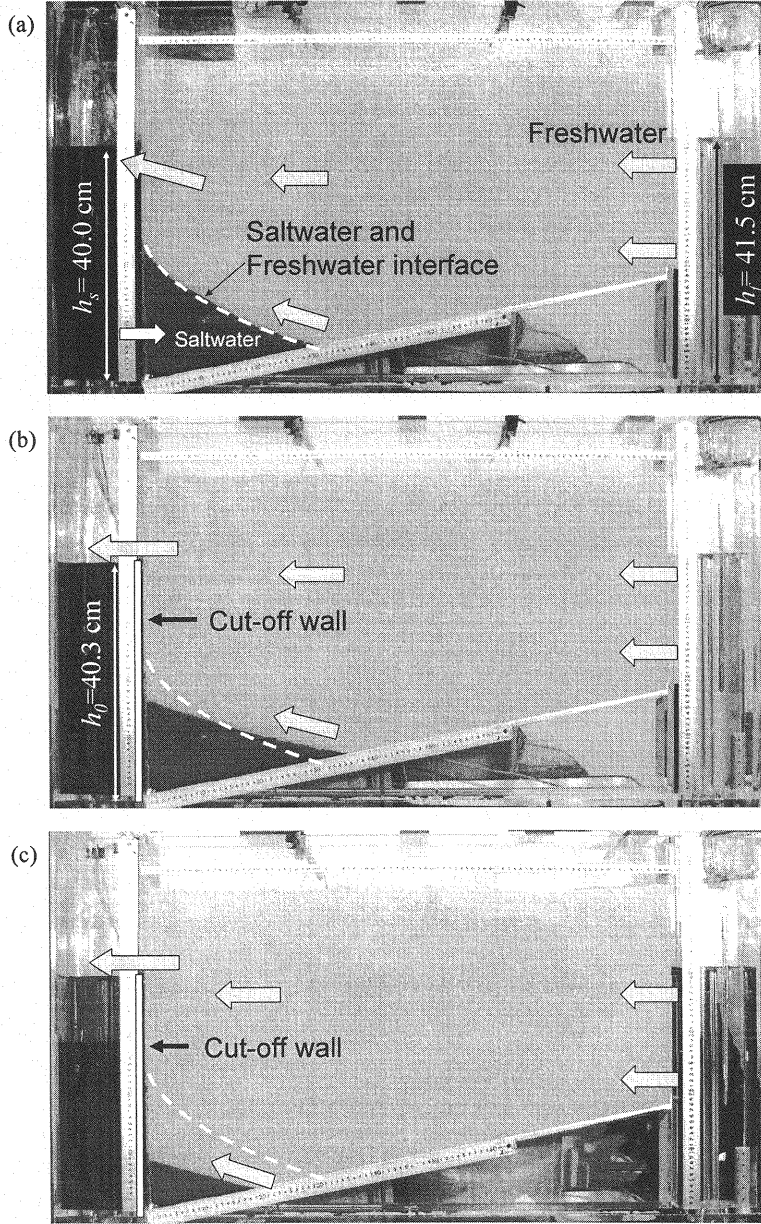 (a)
Freshwater
h_s= 40.0 cm
Saltwater and
Freshwater interface
h_f= 41.5 cm
Saltwater
(b)
Cut-off wall
h_0=40.3 cm
(c)
Cut-off wall